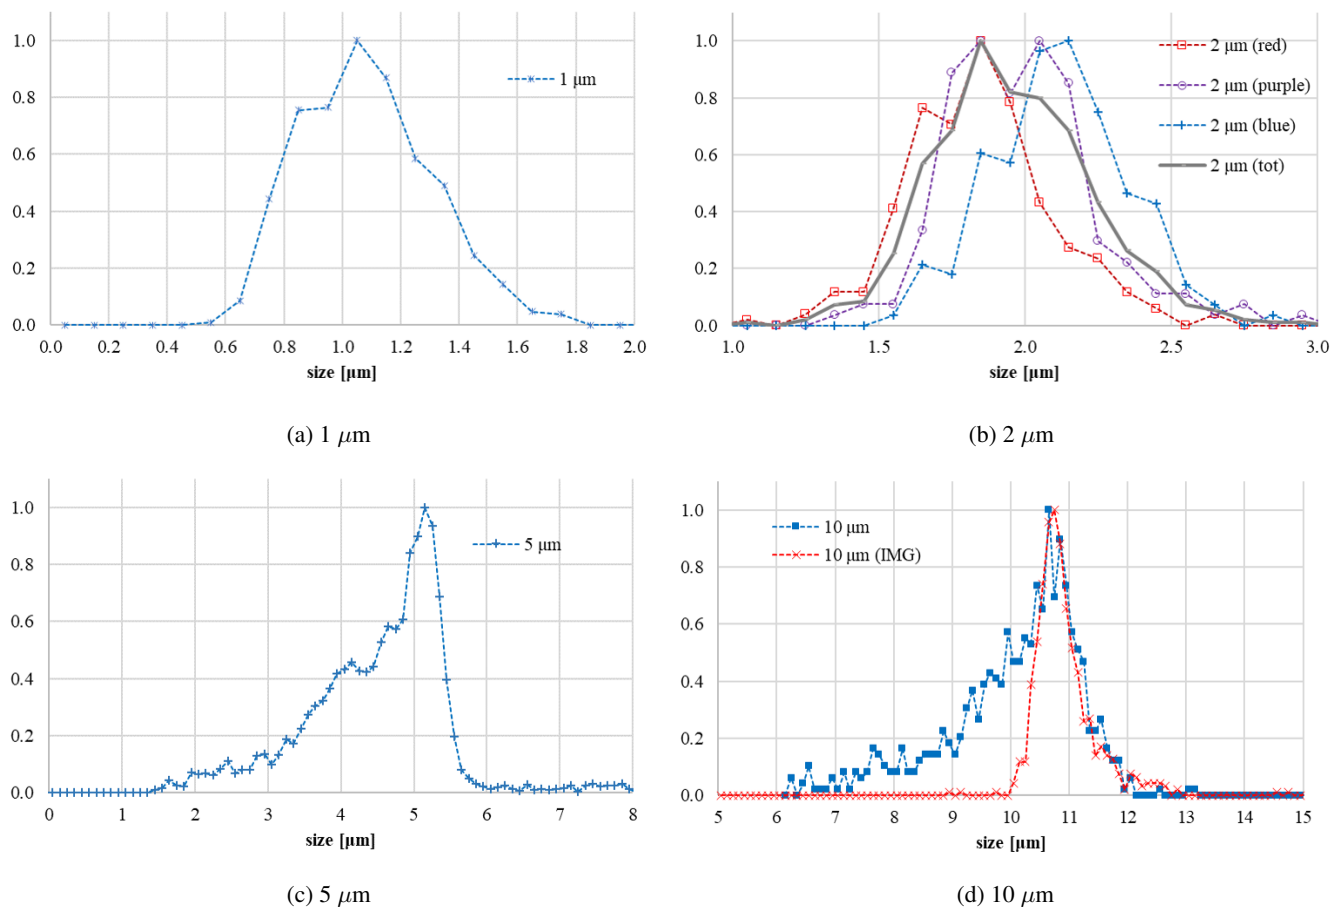 1.0
0.8
0.6
0.4
0.2
0.0
0.0 0.2 0.4 0.6 0.8 1.0 1.2 1.4 1.6 1.8 2.0
size [µm]
1 µm
(a) 1 µm
1.0
0.8
0.6
0.4
0.2
0.0
1.0 1.5 2.0 2.5 3.0
size [µm]
2 µm (red)
2 µm (purple)
2 µm (blue)
2 µm (tot)
(b) 2 µm
1.0
0.8
0.6
0.4
0.2
0.0
0 1 2 3 4 5 6 7 8
size [µm]
5 µm
(c) 5 µm
1.0
0.8
0.6
0.4
0.2
0.0
5 6 7 8 9 10 11 12 13 14 15
size [µm]
10 µm
10 µm (IMG)
(d) 10 µm